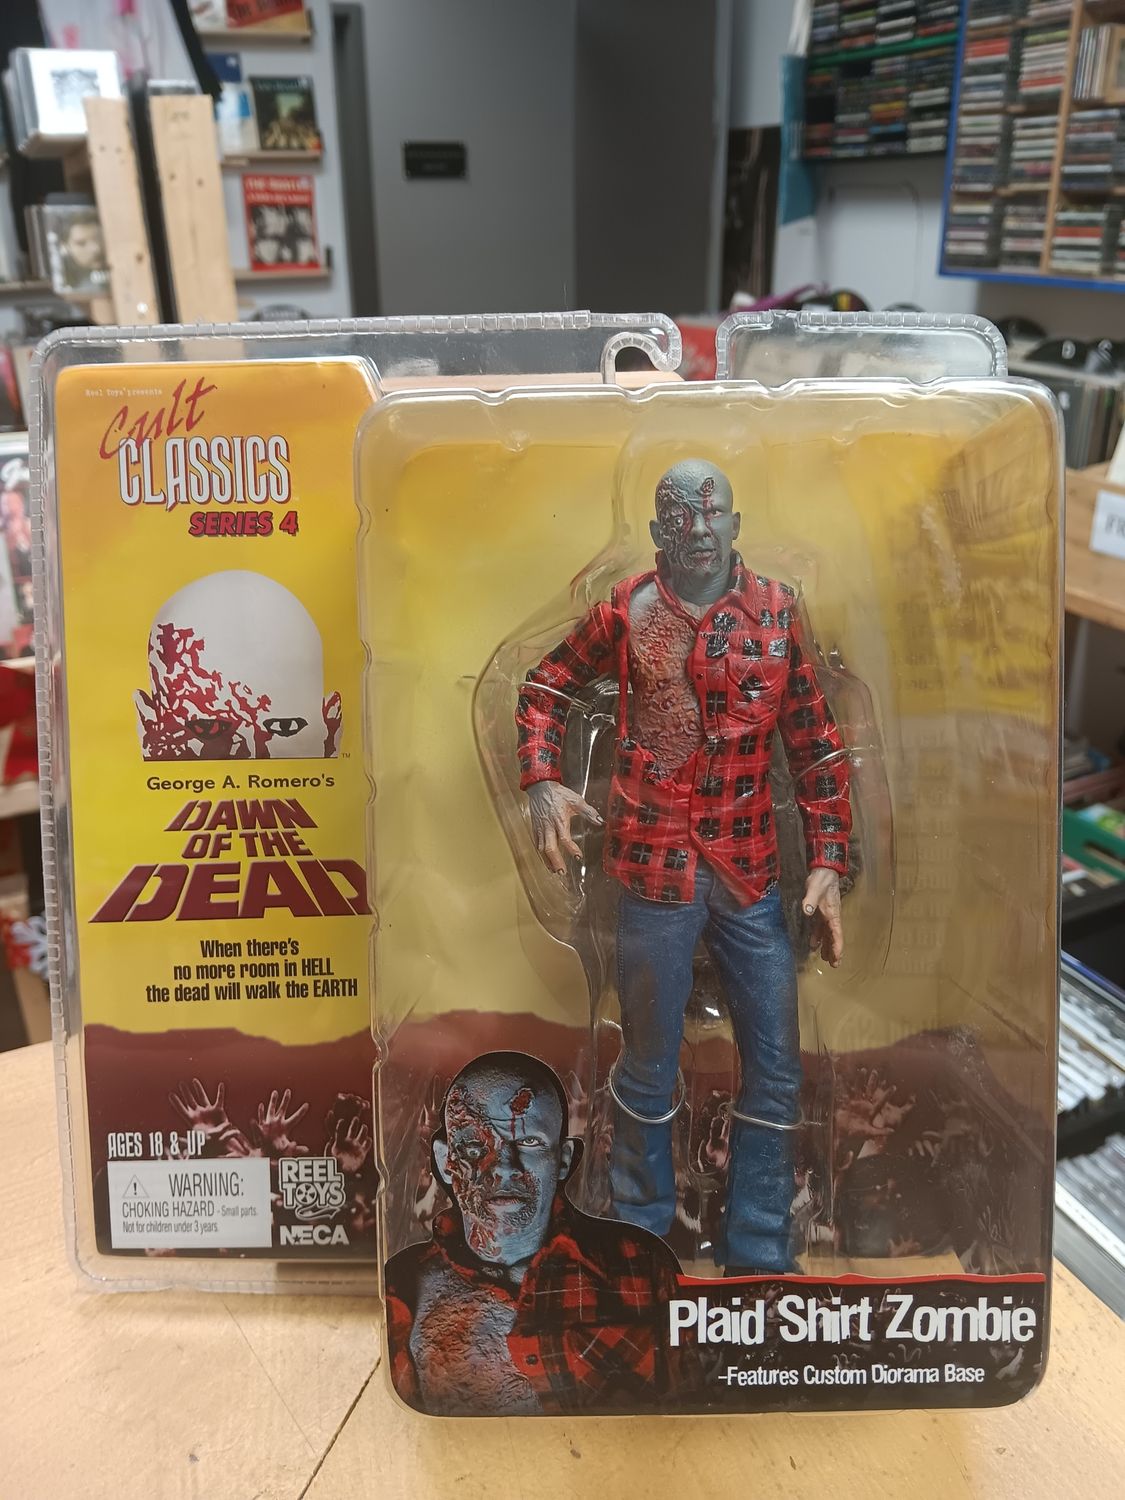 Reel Toys presents
Cult
CLASSICS
SERIES 4
TM
George A. Romero's
DAWN
OF THE
DEAD
When there's
no more room in HELL
the dead will walk the EARTH
AGES 18 & UP
WARNING:
CHOKING HAZARD - Small parts.
Not for children under 3 years.
REEL
TOYS
NECA
Plaid Shirt Zombie
-Features Custom Diorama Base